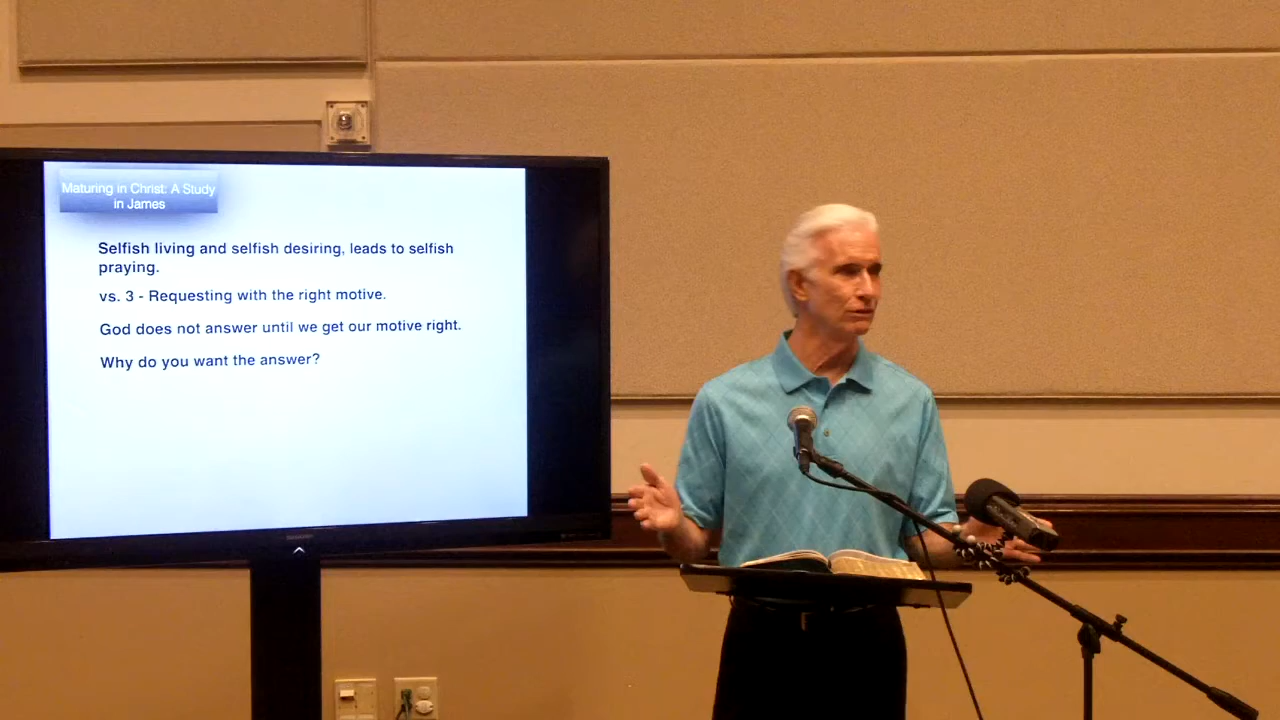 Maturing in Christ: A Study
in James
Selfish living and selfish desiring, leads to selfish
praying.
vs. 3 - Requesting with the right motive.
God does not answer until we get our motive right.
Why do you want the answer?